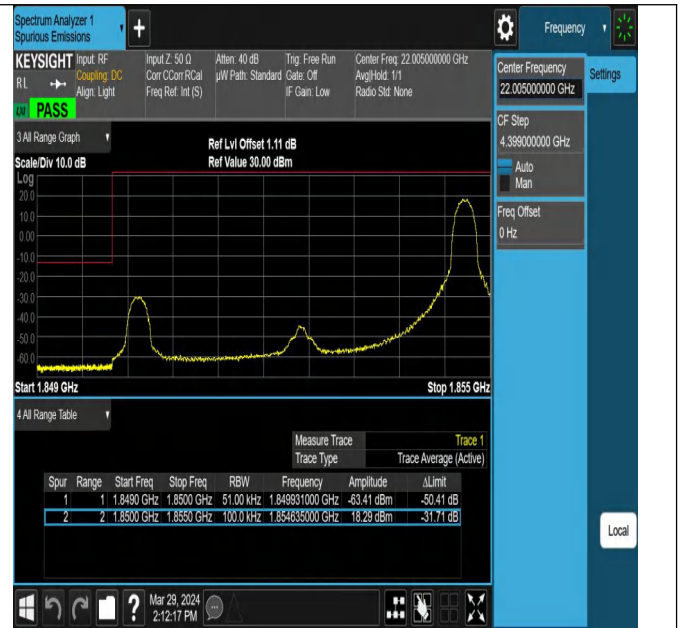 Spectrum Analyzer 1
Spurious Emissions
+
Frequency
KEYSIGHT
RL
PASS
Input: RF
Coupling: DC
Align: Light
Input Z: 50 Ω
Corr CCorr RCal
Freq Ref: Int (S)
Atten: 40 dB
µW Path: Standard
Trig: Free Run
Gate: Off
IF Gain: Low
Center Freq: 22.005000000 GHz
Avg|Hold: 1/1
Radio Std: None
Center Frequency
22.005000000 GHz
Settings
CF Step
4.399000000 GHz
Auto
Man
Freq Offset
0 Hz
3 All Range Graph
Scale/Div 10.0 dB
Ref Lvl Offset 1.11 dB
Ref Value 30.00 dBm
Log
20.0
10.0
0.00
-10.0
-20.0
-30.0
-40.0
-50.0
-60.0
Start 1.849 GHz
Stop 1.855 GHz
4 All Range Table
Measure Trace Trace 1
Trace Type Trace Average (Active)
Spur Range Start Freq Stop Freq RBW Frequency Amplitude ΔLimit
1 1 1.8490 GHz 1.8500 GHz 51.00 kHz 1.849931000 GHz -63.41 dBm -50.41 dB
2 2 1.8500 GHz 1.8550 GHz 100.0 kHz 1.854635000 GHz 18.29 dBm -31.71 dB
Local
?
Mar 29, 2024
2:12:17 PM